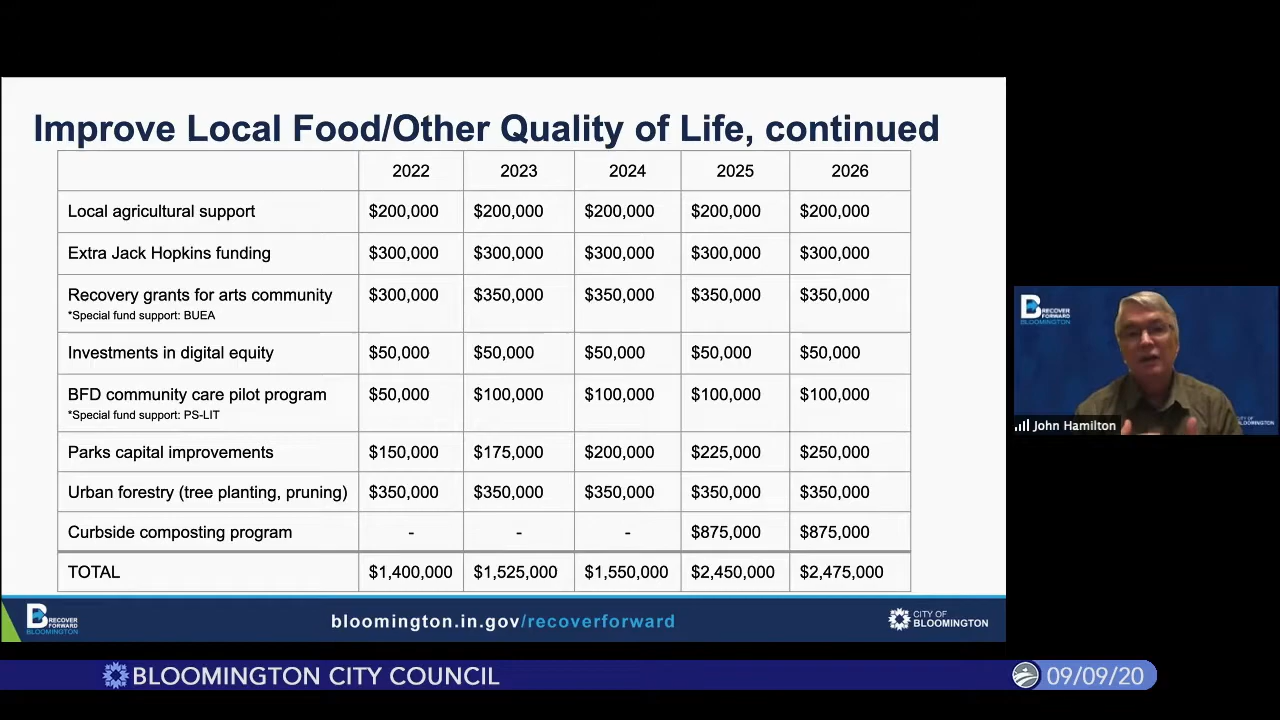 Improve Local Food/Other Quality of Life, continued
2022 2023 2024 2025 2026
Local agricultural support $200,000 $200,000 $200,000 $200,000 $200,000
Extra Jack Hopkins funding $300,000 $300,000 $300,000 $300,000 $300,000
Recovery grants for arts community $300,000 $350,000 $350,000 $350,000 $350,000
*Special fund support: BUEA
Investments in digital equity $50,000 $50,000 $50,000 $50,000 $50,000
BFD community care pilot program $50,000 $100,000 $100,000 $100,000 $100,000
*Special fund support: PS-LIT
Parks capital improvements $150,000 $175,000 $200,000 $225,000 $250,000
Urban forestry (tree planting, pruning) $350,000 $350,000 $350,000 $350,000 $350,000
Curbside composting program - - - $875,000 $875,000
TOTAL $1,400,000 $1,525,000 $1,550,000 $2,450,000 $2,475,000
B RECOVER
FORWARD
BLOOMINGTON
bloomington.in.gov/recoverforward
CITY OF
BLOOMINGTON
B RECOVER
FORWARD
BLOOMINGTON
John Hamilton
BLOOMINGTON CITY COUNCIL
09/09/20